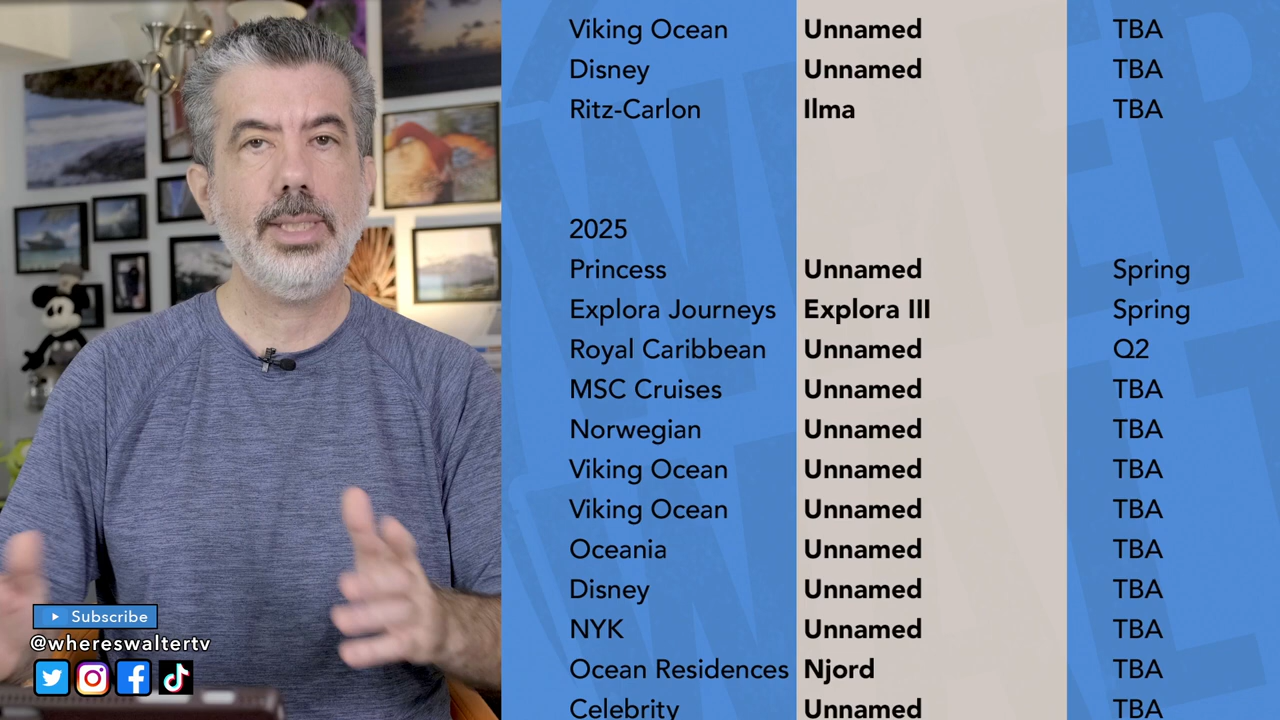 Viking Ocean Unnamed TBA
Disney Unnamed TBA
Ritz-Carlon Ilma TBA
2025
Princess Unnamed Spring
Explora Journeys Explora III Spring
Royal Caribbean Unnamed Q2
MSC Cruises Unnamed TBA
Norwegian Unnamed TBA
Viking Ocean Unnamed TBA
Viking Ocean Unnamed TBA
Oceania Unnamed TBA
Disney Unnamed TBA
NYK Unnamed TBA
Ocean Residences Njord TBA
Celebrity Unnamed TBA
Subscribe
@whereswaltertv